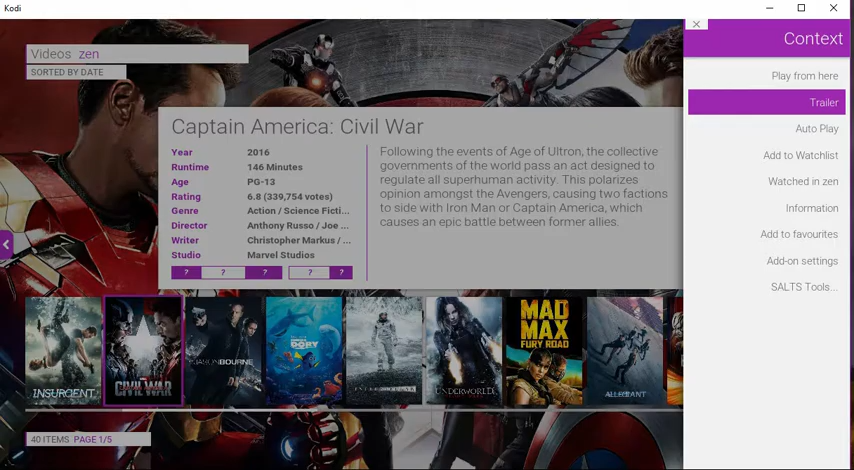 Kodi
Videos zen
SORTED BY DATE
Captain America: Civil War
Year 2016
Runtime 146 Minutes
Age PG-13
Rating 6.8 (339,754 votes)
Genre Action / Science Ficti...
Director Anthony Russo / Joe ...
Writer Christopher Markus / ...
Studio Marvel Studios
? ? ? ? ?
Following the events of Age of Ultron, the collective
governments of the world pass an act designed to
regulate all superhuman activity. This polarizes
opinion amongst the Avengers, causing two factions
to side with Iron Man or Captain America, which
causes an epic battle between former allies.
INSURGENT
CIVIL WAR
JASON BOURNE
DORY
INTERSTELLAR
UNDERWORLD
MAD
MAX
FURY ROAD
ALLEGIANT
40 ITEMS PAGE 1/5
Context
Play from here
Trailer
Auto Play
Add to Watchlist
Watched in zen
Information
Add to favourites
Add-on settings
SALTS Tools...